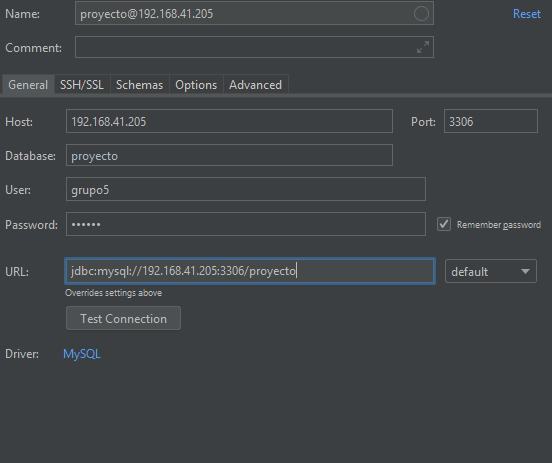 Name: proyecto@192.168.41.205 Reset
Comment:
General SSH/SSL Schemas Options Advanced
Host: 192.168.41.205 Port: 3306
Database: proyecto
User: grupo5
Password: •••••• Remember password
URL: jdbc:mysql://192.168.41.205:3306/proyecto default
Overrides settings above
Test Connection
Driver: MySQL